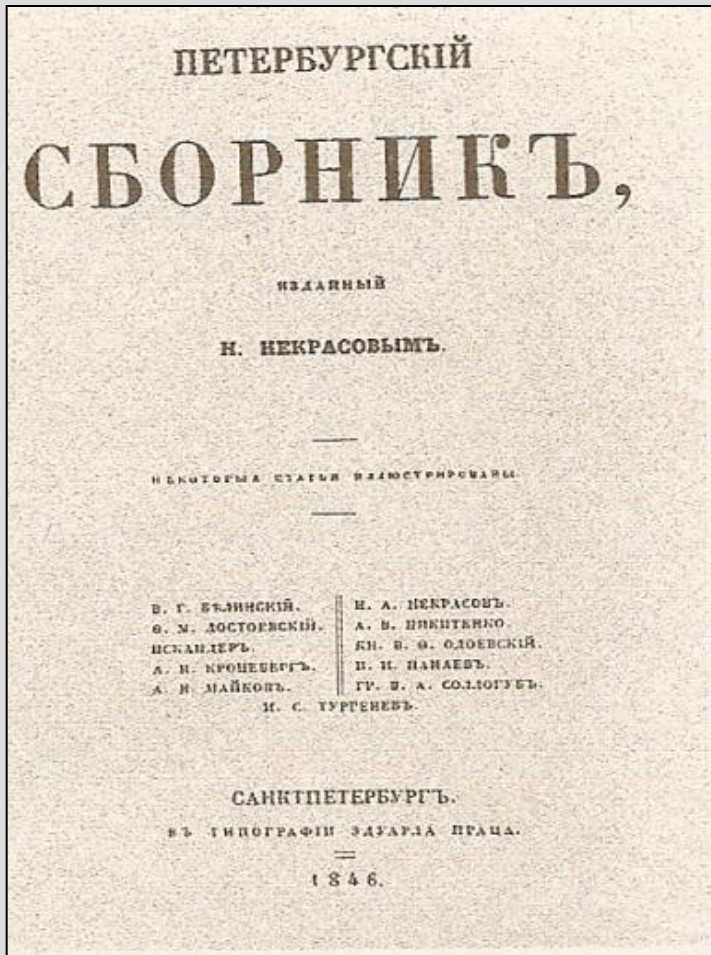 ПЕТЕРБУРГСКІЙ
СБОРНИКЪ,
ИЗДАННЫЙ
Н. НЕКРАСОВЫМЪ.
НѢКОТОРЫЯ СТАТЬИ ИЛЛЮСТРИРОВАНЫ.
В. Г. БѢЛИНСКІЙ.
Ѳ. М. ДОСТОЕВСКІЙ.
ИСКАНДЕРЪ.
А. И. КРОНЕБЕРГЪ.
А. Н. МАЙКОВЪ.
Н. А. НЕКРАСОВЪ.
А. В. НИКИТЕНКО
КН. В. Ѳ. ОДОЕВСКІЙ.
И. И. ПАНАЕВЪ.
ГР. В. А. СОЛЛОГУБЪ.
И. С. ТУРГЕНЕВЪ.
САНКТПЕТЕРБУРГЪ.
ВЪ ТИПОГРАФІИ ЭДУАРДА ПРАЦА.
1846.